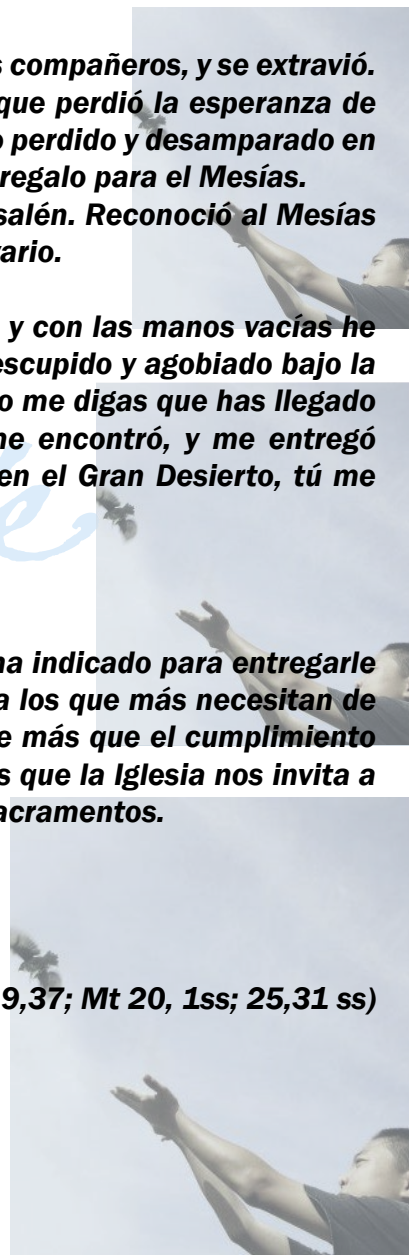 s compañeros, y se extravió.
que perdió la esperanza de
o perdido y desamparado en
regalo para el Mesías.
salén. Reconoció al Mesías
vario.
y con las manos vacías he
escupido y agobiado bajo la
o me digas que has llegado
ne encontró, y me entregó
en el Gran Desierto, tú me
na indicado para entregarle
a los que más necesitan de
e más que el cumplimiento
s que la Iglesia nos invita a
acramentos.
9,37; Mt 20, 1ss; 25,31 ss)